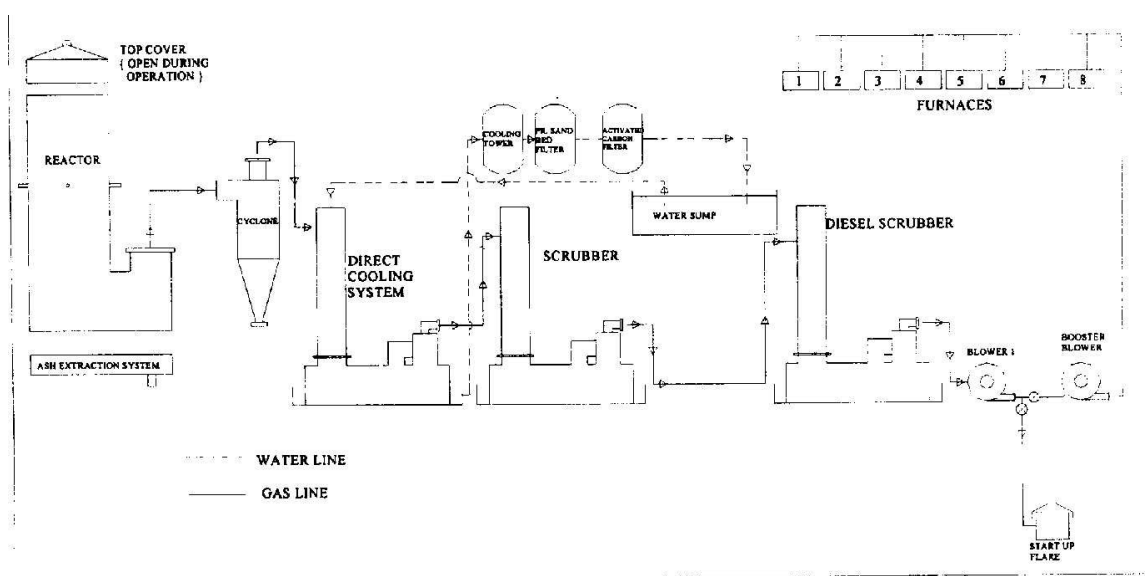 TOP COVER
{ OPEN DURING
OPERATION }
REACTOR
CYCLONE
ASH EXTRACTION SYSTEM
DIRECT
COOLING
SYSTEM
COOLING
TOWER
PR. SAND
BED
FILTER
ACTIVATED
CARBON
FILTER
WATER SUMP
SCRUBBER
DIESEL SCRUBBER
1 2 3 4 5 6 7 8
FURNACES
BLOWER 1
BOOSTER
BLOWER
START UP
FLARE
WATER LINE
GAS LINE